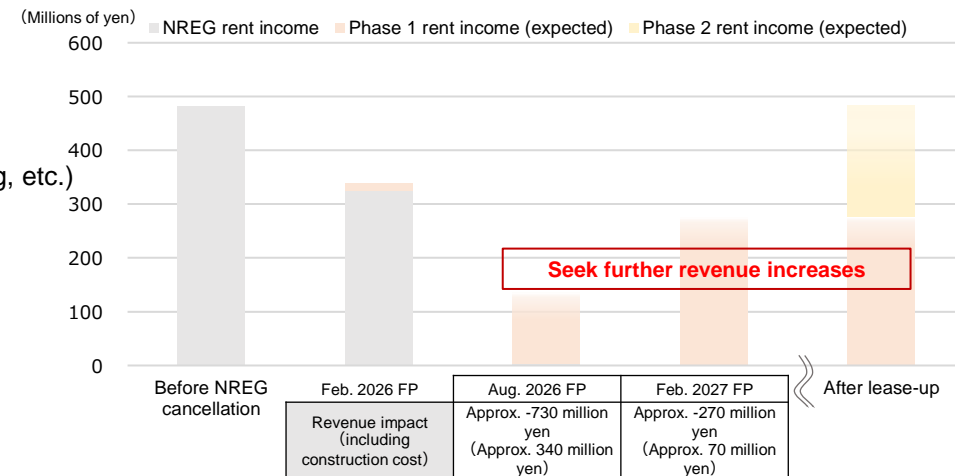 (Millions of yen)
NREG rent income Phase 1 rent income (expected) Phase 2 rent income (expected)
600
500
400
g, etc.)
300
200
Seek further revenue increases
100
0
Before NREG
cancellation
Feb. 2026 FP
Aug. 2026 FP
Feb. 2027 FP
After lease-up
Revenue impact
(including
construction cost)
Approx. -730 million
yen
(Approx. 340 million
yen)
Approx. -270 million
yen
(Approx. 70 million
yen)